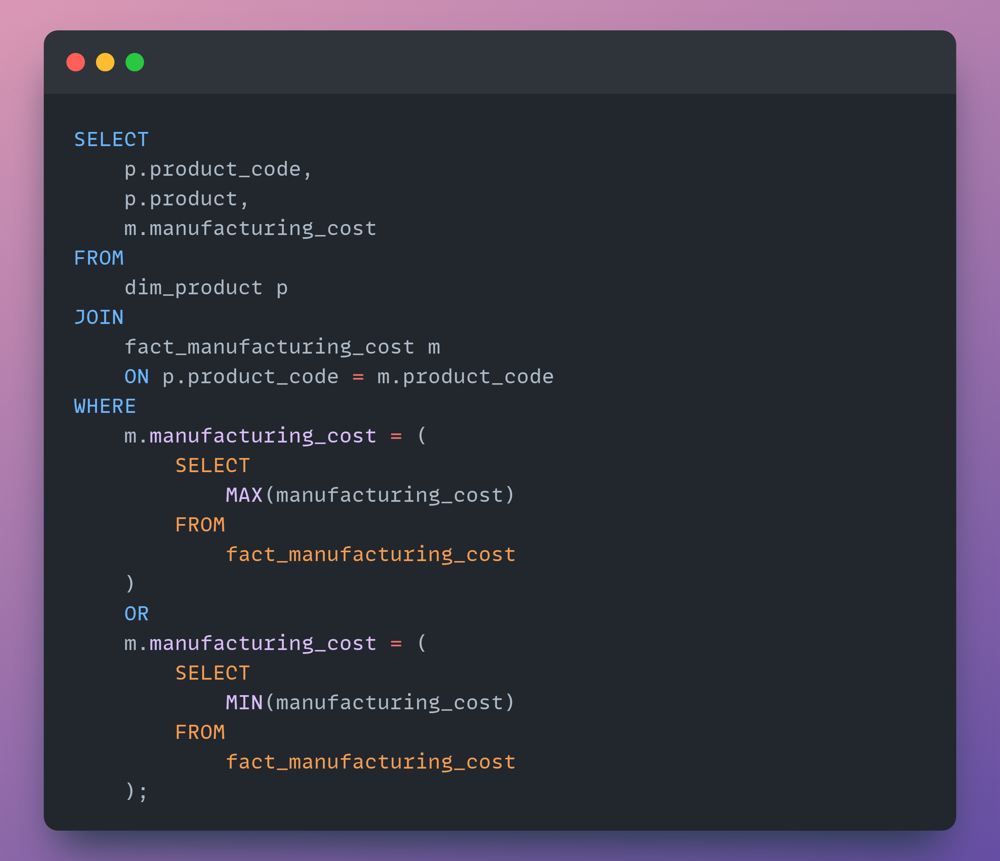 SELECT
    p.product_code,
    p.product,
    m.manufacturing_cost
FROM
    dim_product p
JOIN
    fact_manufacturing_cost m
    ON p.product_code = m.product_code
WHERE
    m.manufacturing_cost = (
        SELECT
            MAX(manufacturing_cost)
        FROM
            fact_manufacturing_cost
    )
    OR
    m.manufacturing_cost = (
        SELECT
            MIN(manufacturing_cost)
        FROM
            fact_manufacturing_cost
    );